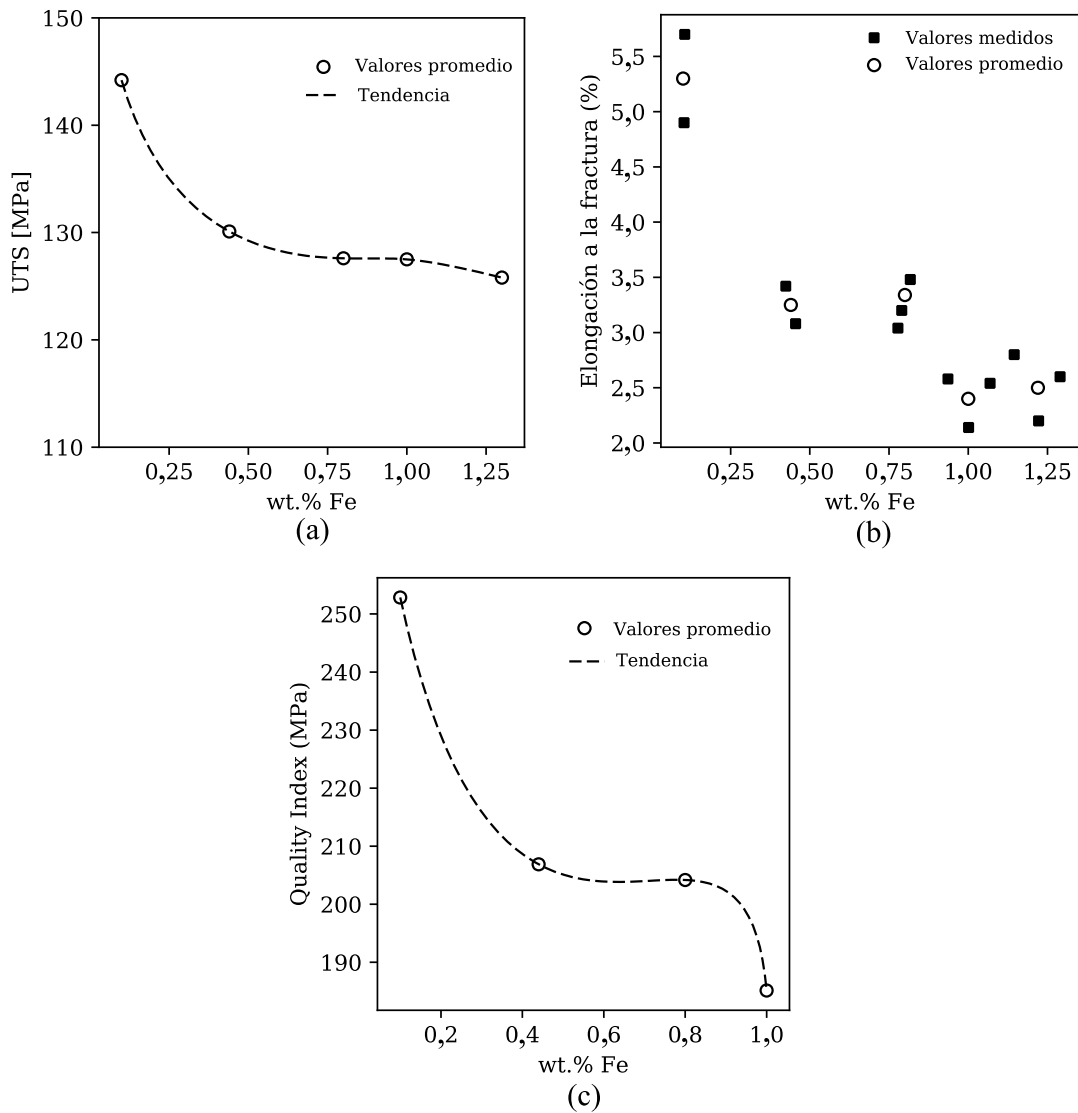 150
140
130
120
110
UTS [MPa]
Valores promedio
Tendencia
0,25
0,50
0,75
1,00
1,25
wt.% Fe
(a)
5,5
5,0
4,5
4,0
3,5
3,0
2,5
2,0
Elongación a la fractura (%)
Valores medidos
Valores promedio
0,25
0,50
0,75
1,00
1,25
wt.% Fe
(b)
250
240
230
220
210
200
190
Quality Index (MPa)
Valores promedio
Tendencia
0,2
0,4
0,6
0,8
1,0
wt.% Fe
(c)